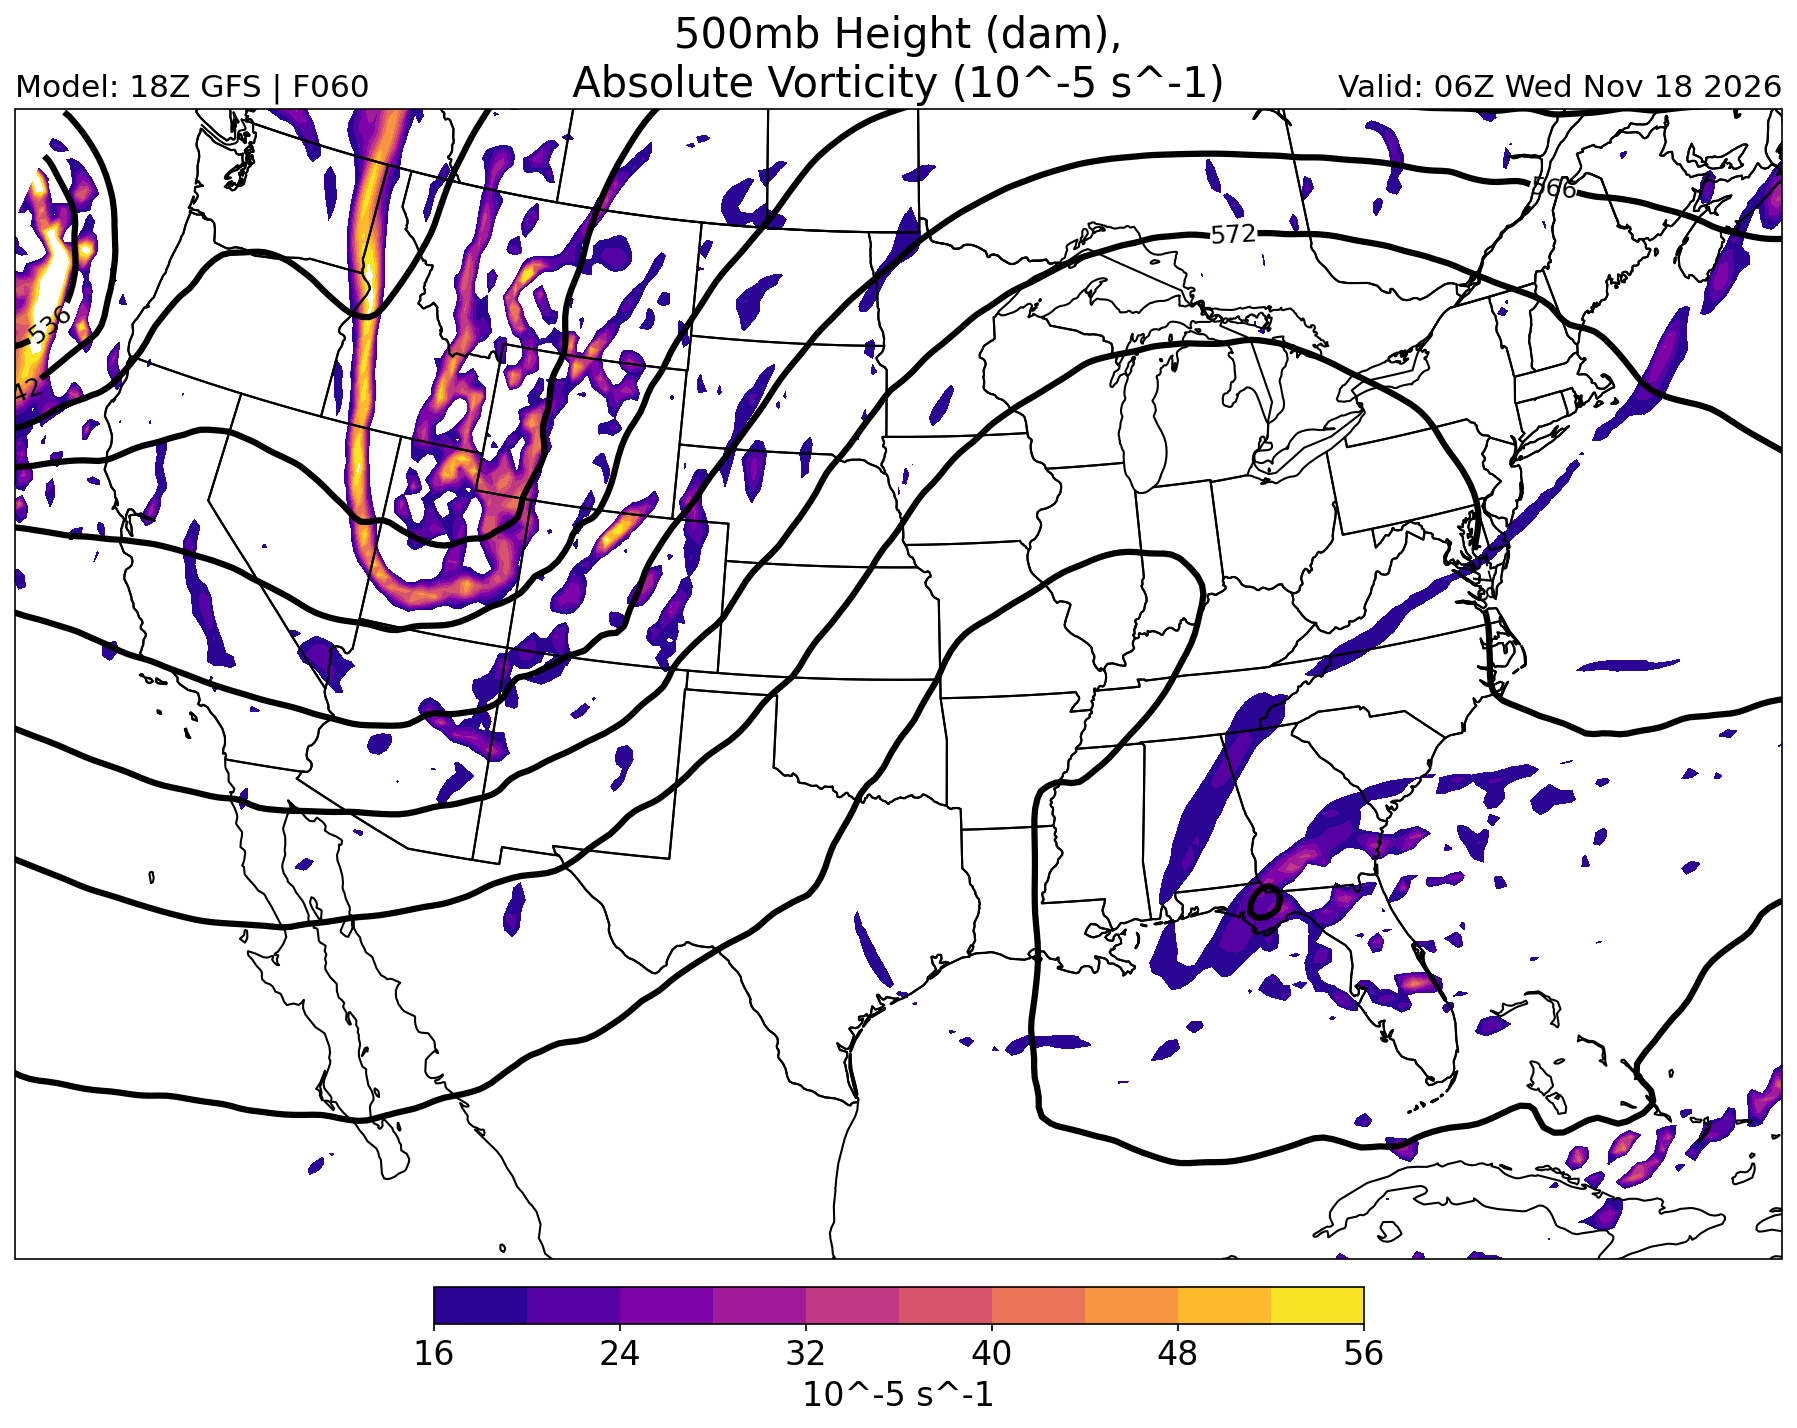 500mb Height (dam),
Model: 18Z GFS | F060
Absolute Vorticity (10^-5 s^-1)
Valid: 06Z Wed Nov 18 2026
566
572
536
42
16
24
32
40
48
56
10^-5 s^-1